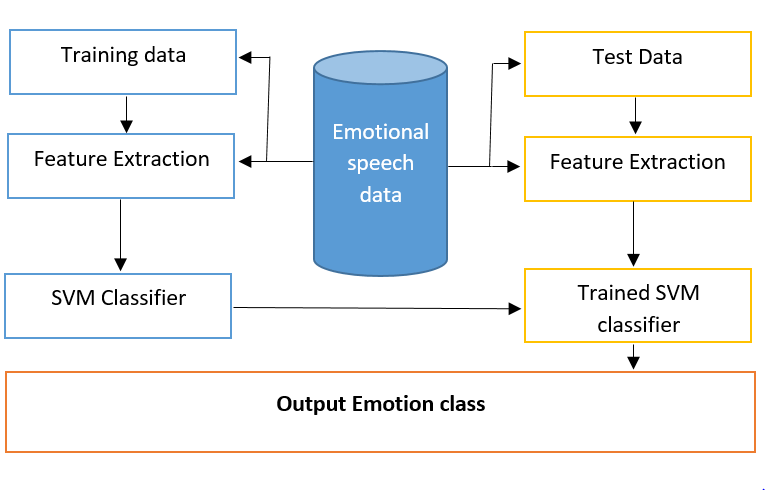 Training data
Test Data
Emotional
speech
data
Feature Extraction
Feature Extraction
SVM Classifier
Trained SVM
classifier
Output Emotion class